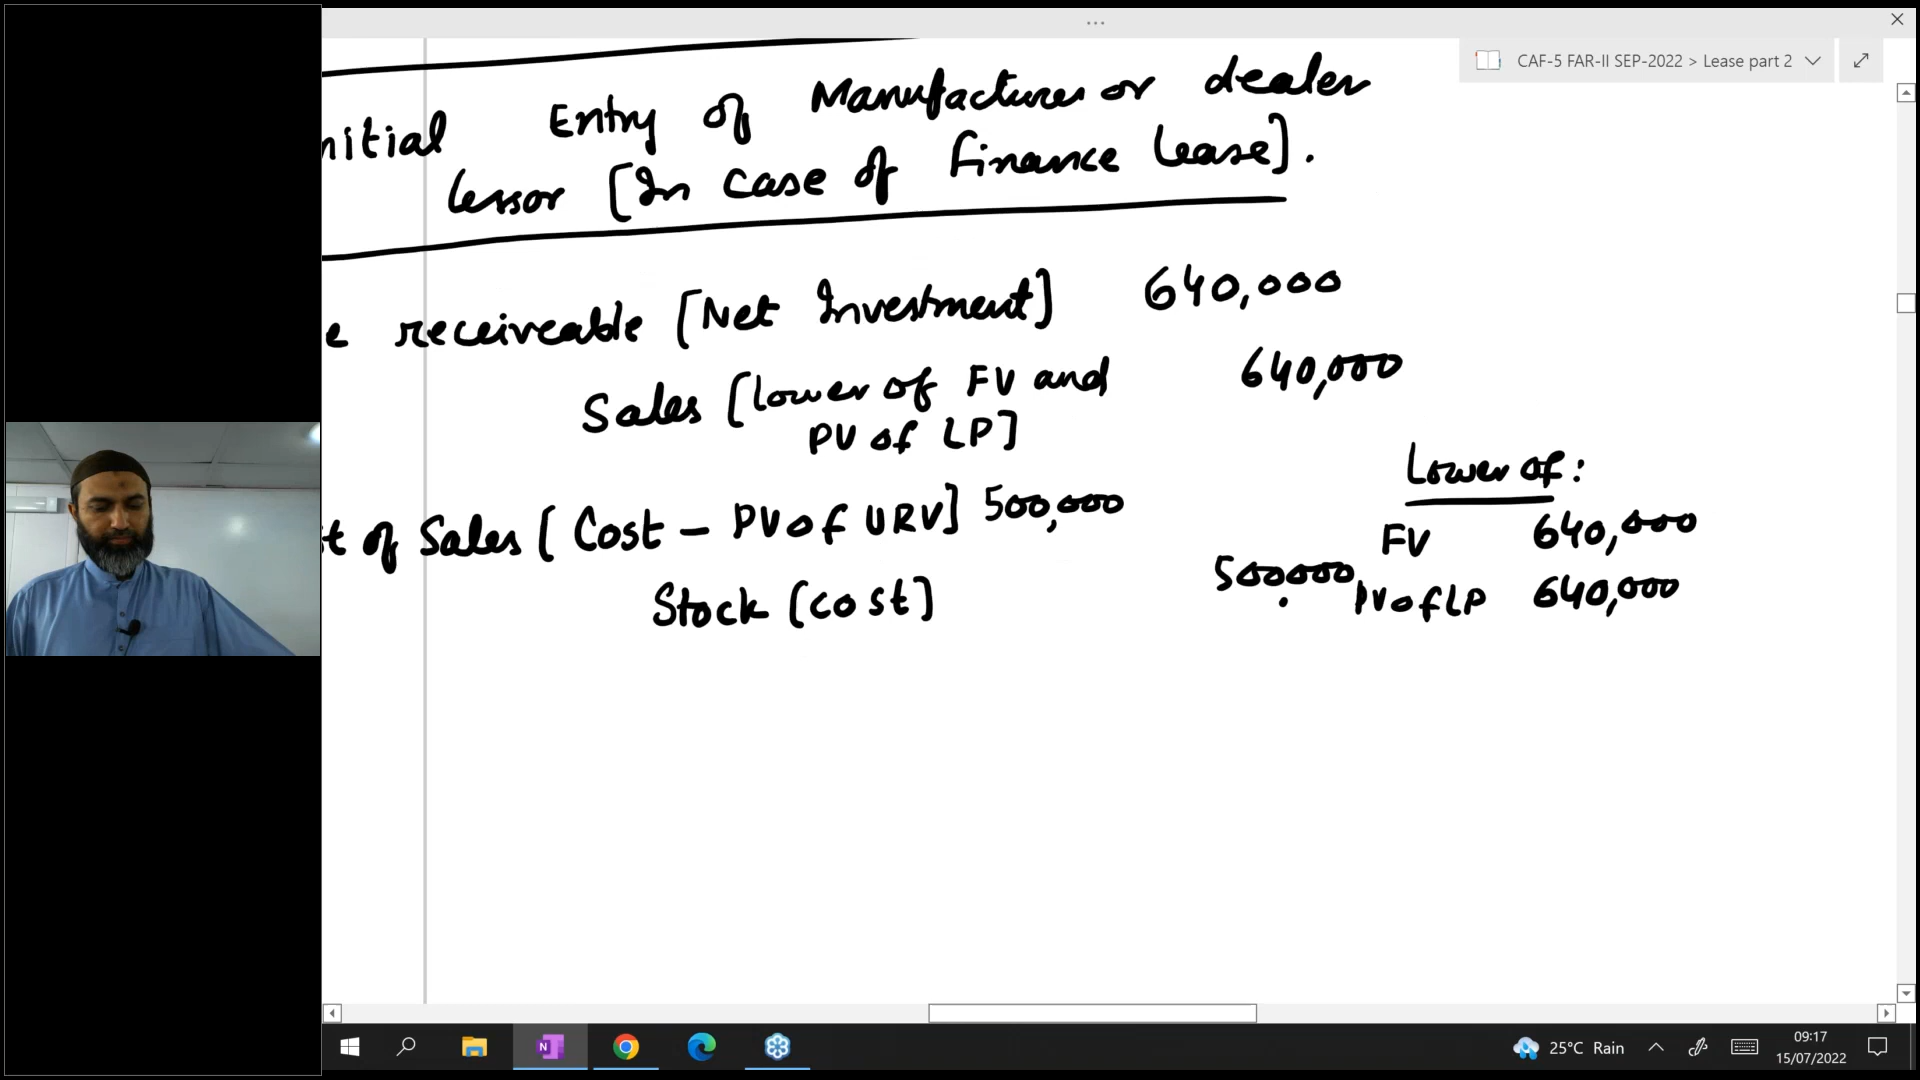 CAF-5 FAR-II SEP-2022 > Lease part 2
nitial Entry of Manufacturer or dealer
lessor [In case of finance lease].
e receiveable [Net Investment] 640,000
Sales [lower of FV and 640,000
PV of LP]
Lower of:
t of Sales [Cost - PV of URV] 500,000
FV 640,000
Stock [cost] 500,000
PV of LP 640,000
25°C Rain
09:17
15/07/2022